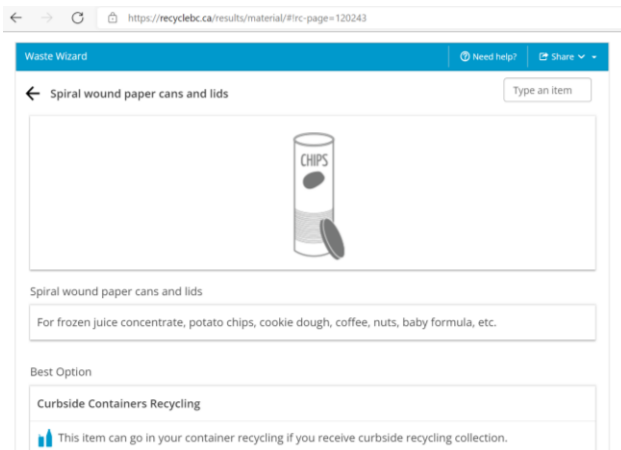 https://recyclebc.ca/results/material/#!rc-page=120243
Waste Wizard
Need help?
Share
Spiral wound paper cans and lids
Type an item
CHIPS
Spiral wound paper cans and lids
For frozen juice concentrate, potato chips, cookie dough, coffee, nuts, baby formula, etc.
Best Option
Curbside Containers Recycling
This item can go in your container recycling if you receive curbside recycling collection.